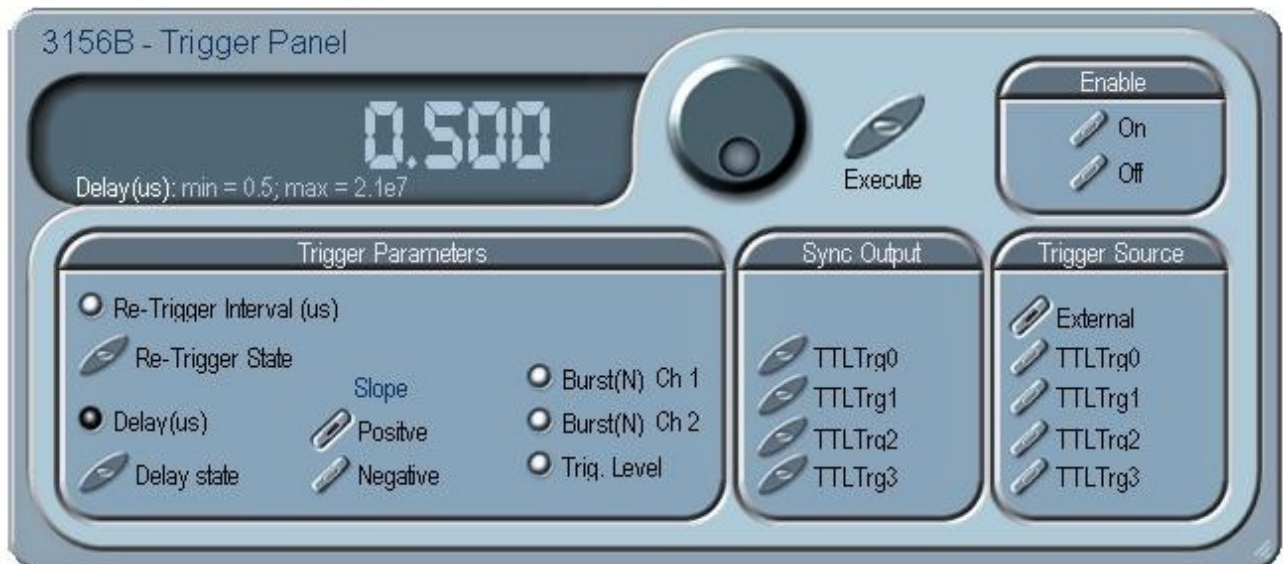 3156B - Trigger Panel
0.500
Delay(us): min = 0.5; max = 2.1e7
Execute
Enable
On
Off
Trigger Parameters
Re-Trigger Interval (us)
Re-Trigger State
Delay(us)
Delay state
Slope
Positve
Negative
Burst(N) Ch 1
Burst(N) Ch 2
Trig. Level
Sync Output
TTLTrg0
TTLTrg1
TTLTrg2
TTLTrg3
Trigger Source
External
TTLTrg0
TTLTrg1
TTLTrg2
TTLTrg3